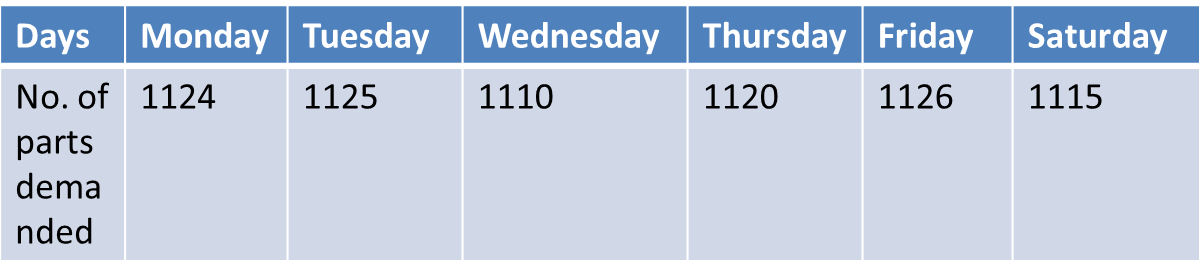 Days Monday Tuesday Wednesday Thursday Friday Saturday
No. of 1124 1125 1110 1120 1126 1115
parts
dema
nded